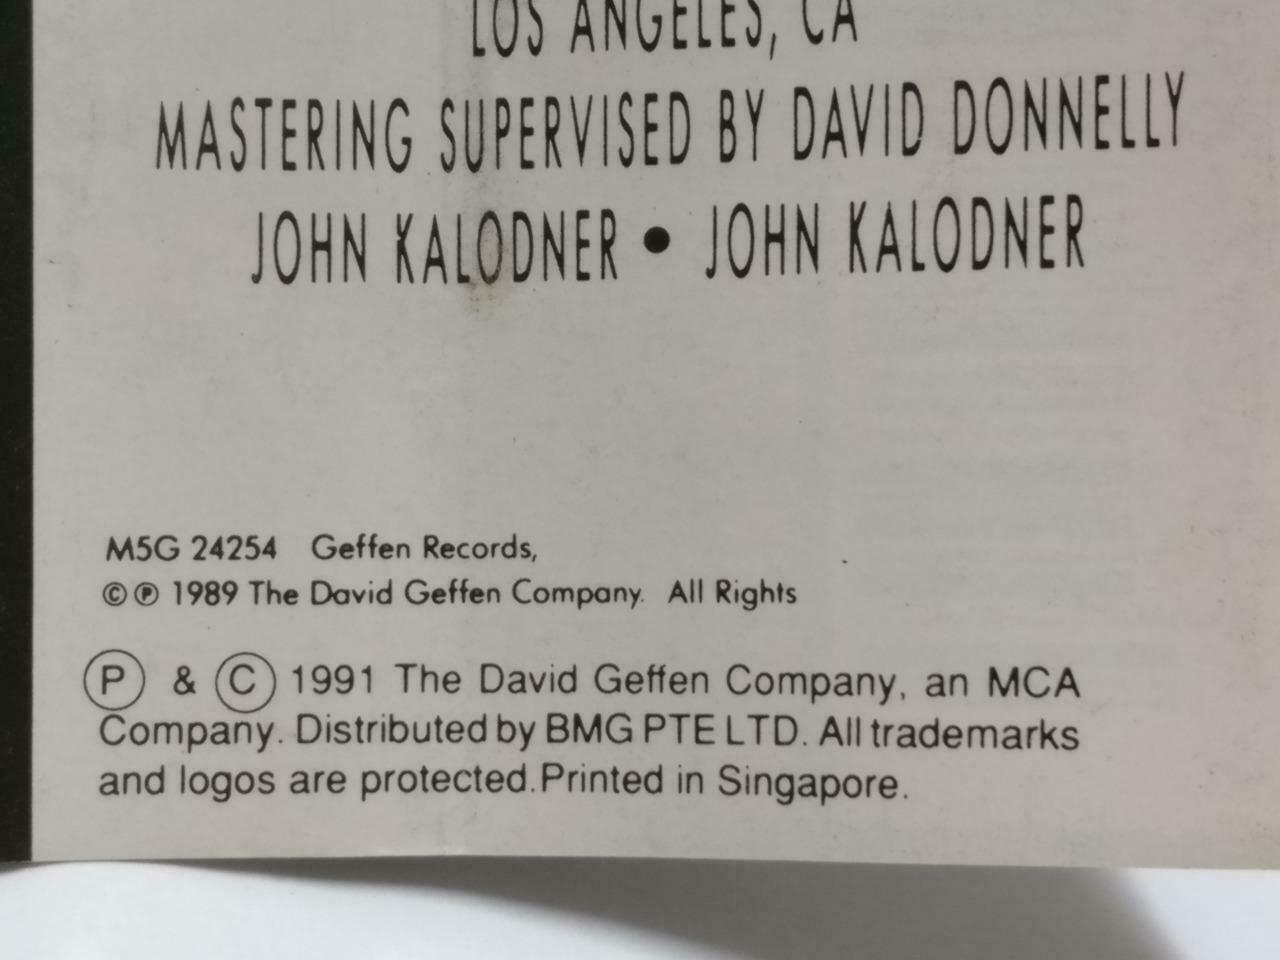 LOS ANGELES, CA
MASTERING SUPERVISED BY DAVID DONNELLY
JOHN KALODNER • JOHN KALODNER
M5G 24254 Geffen Records,
©℗ 1989 The David Geffen Company. All Rights
℗ & © 1991 The David Geffen Company, an MCA
Company. Distributed by BMG PTE LTD. All trademarks
and logos are protected. Printed in Singapore.